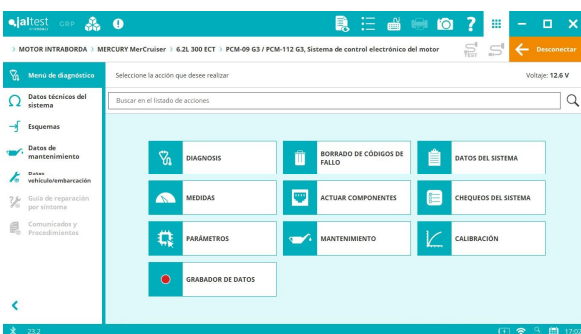 jaltest GRP
MOTOR INTRABORDA > MERCURY MerCruiser > 6.2L 300 ECT > PCM-09 G3 / PCM-112 G3, Sistema de control electrónico del motor
TEST
Desconectar
Menú de diagnóstico
Seleccione la acción que desee realizar
Voltaje: 12.6 V
Datos técnicos del
sistema
Buscar en el listado de acciones
Esquemas
Datos de
mantenimiento
Datos
vehículo/embarcación
Guía de reparación
por síntoma
Comunicados y
Procedimientos
DIAGNOSIS
BORRADO DE CÓDIGOS DE
FALLO
DATOS DEL SISTEMA
MEDIDAS
ACTUAR COMPONENTES
CHEQUEOS DEL SISTEMA
PARÁMETROS
MANTENIMIENTO
CALIBRACIÓN
GRABADOR DE DATOS
23.2
17:02